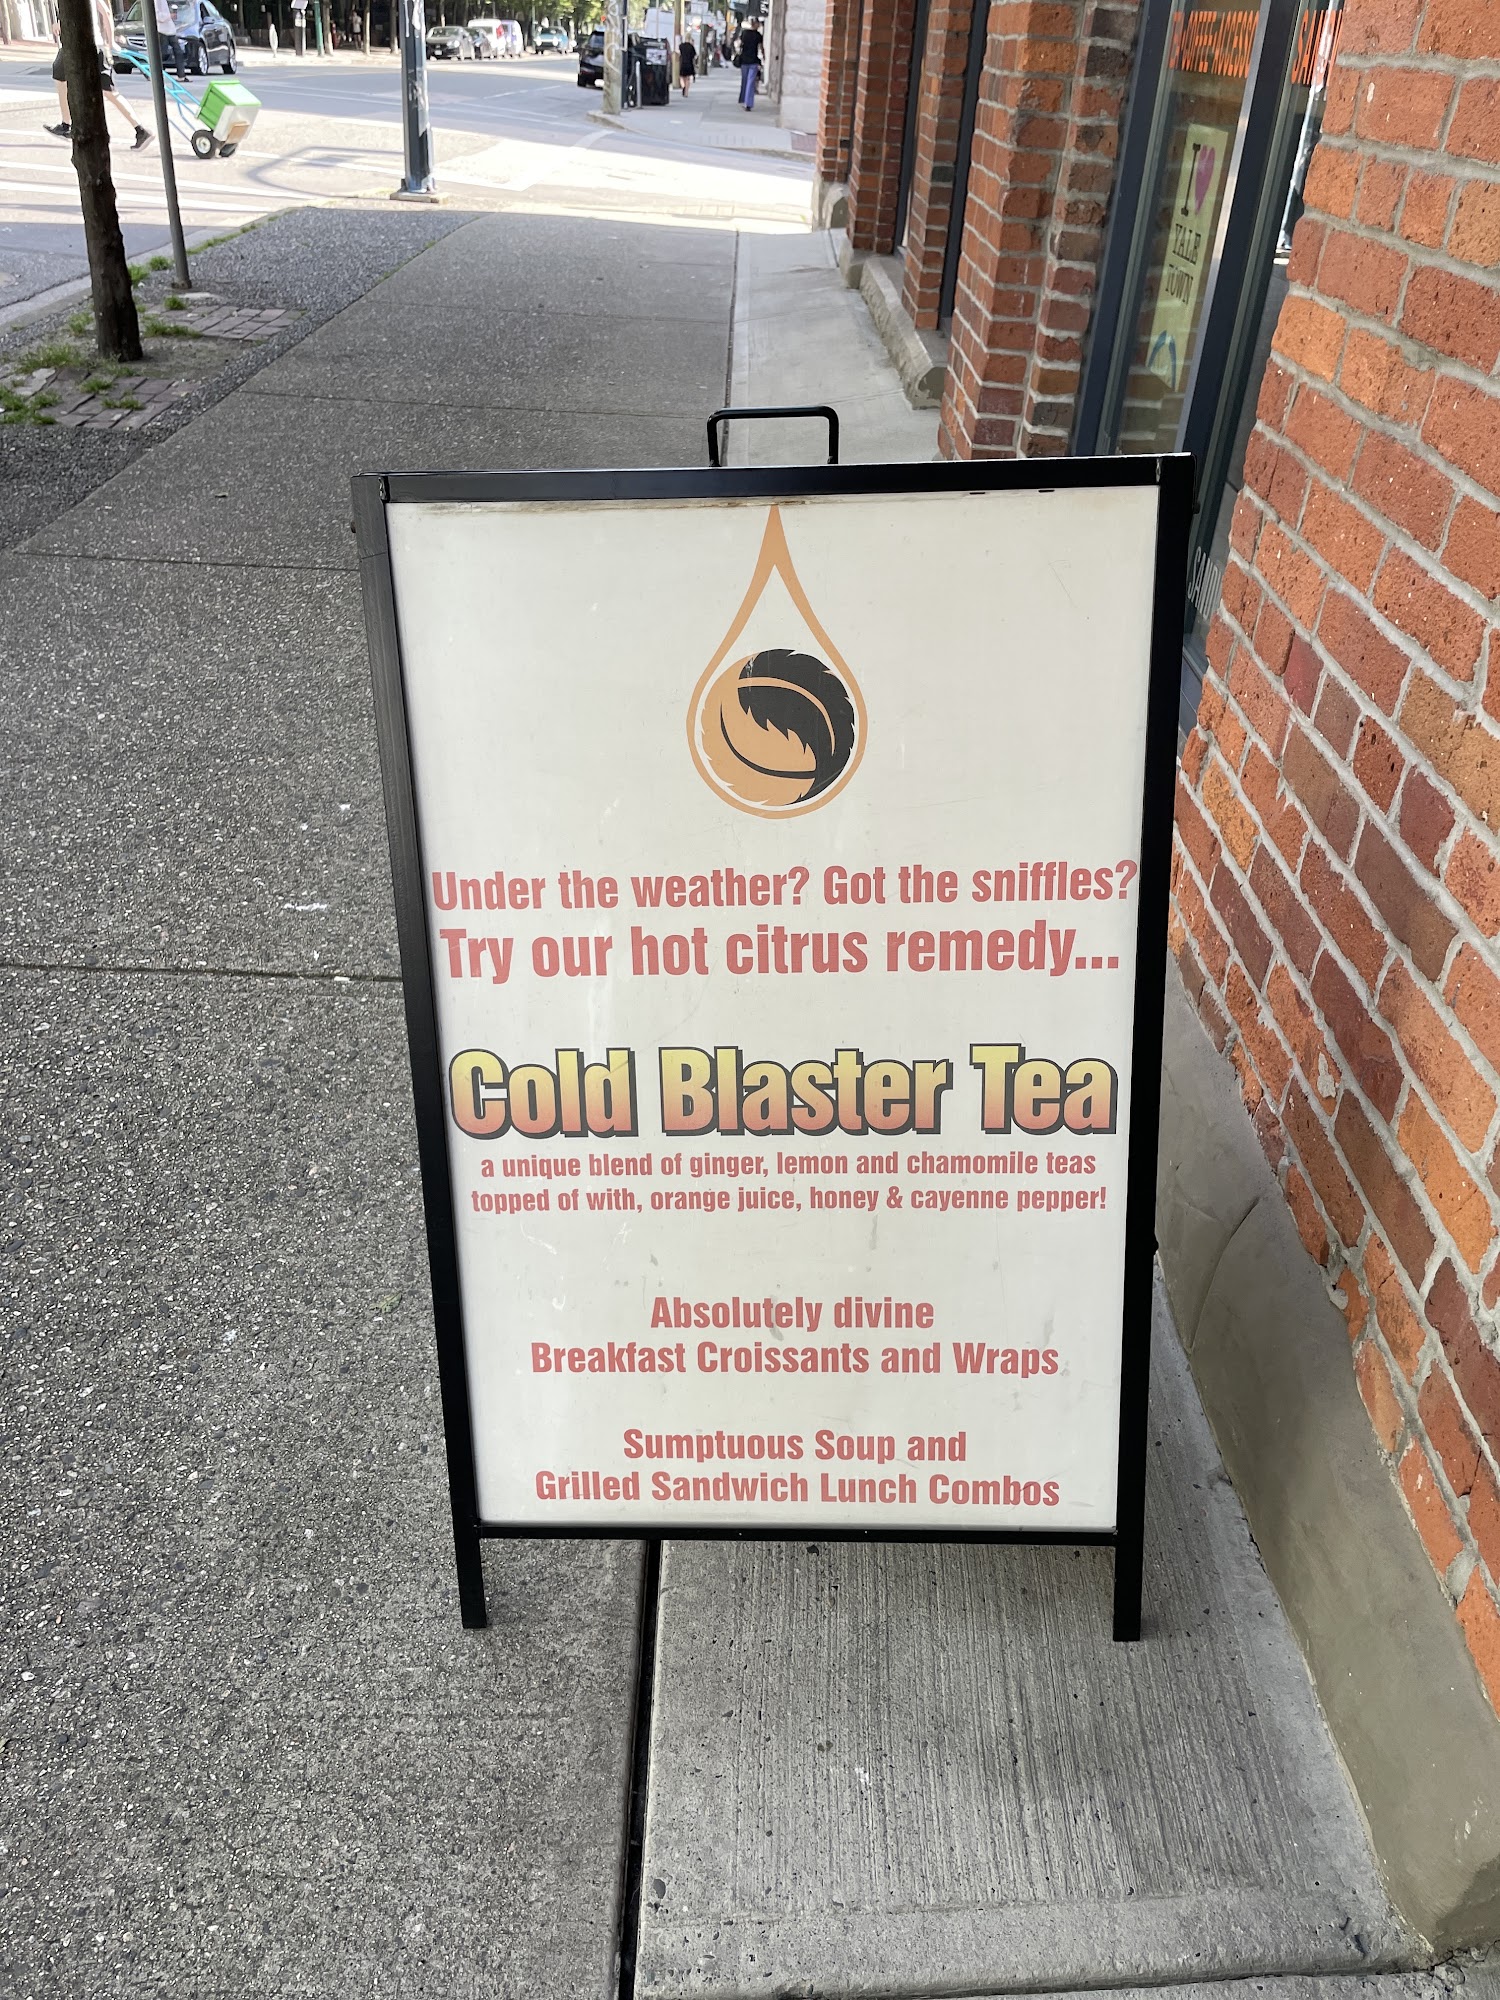 Under the weather? Got the sniffles?
Try our hot citrus remedy...
Cold Blaster Tea
a unique blend of ginger, lemon and chamomile teas
topped of with, orange juice, honey & cayenne pepper!
Absolutely divine
Breakfast Croissants and Wraps
Sumptuous Soup and
Grilled Sandwich Lunch Combos
I
YALE
TOWN